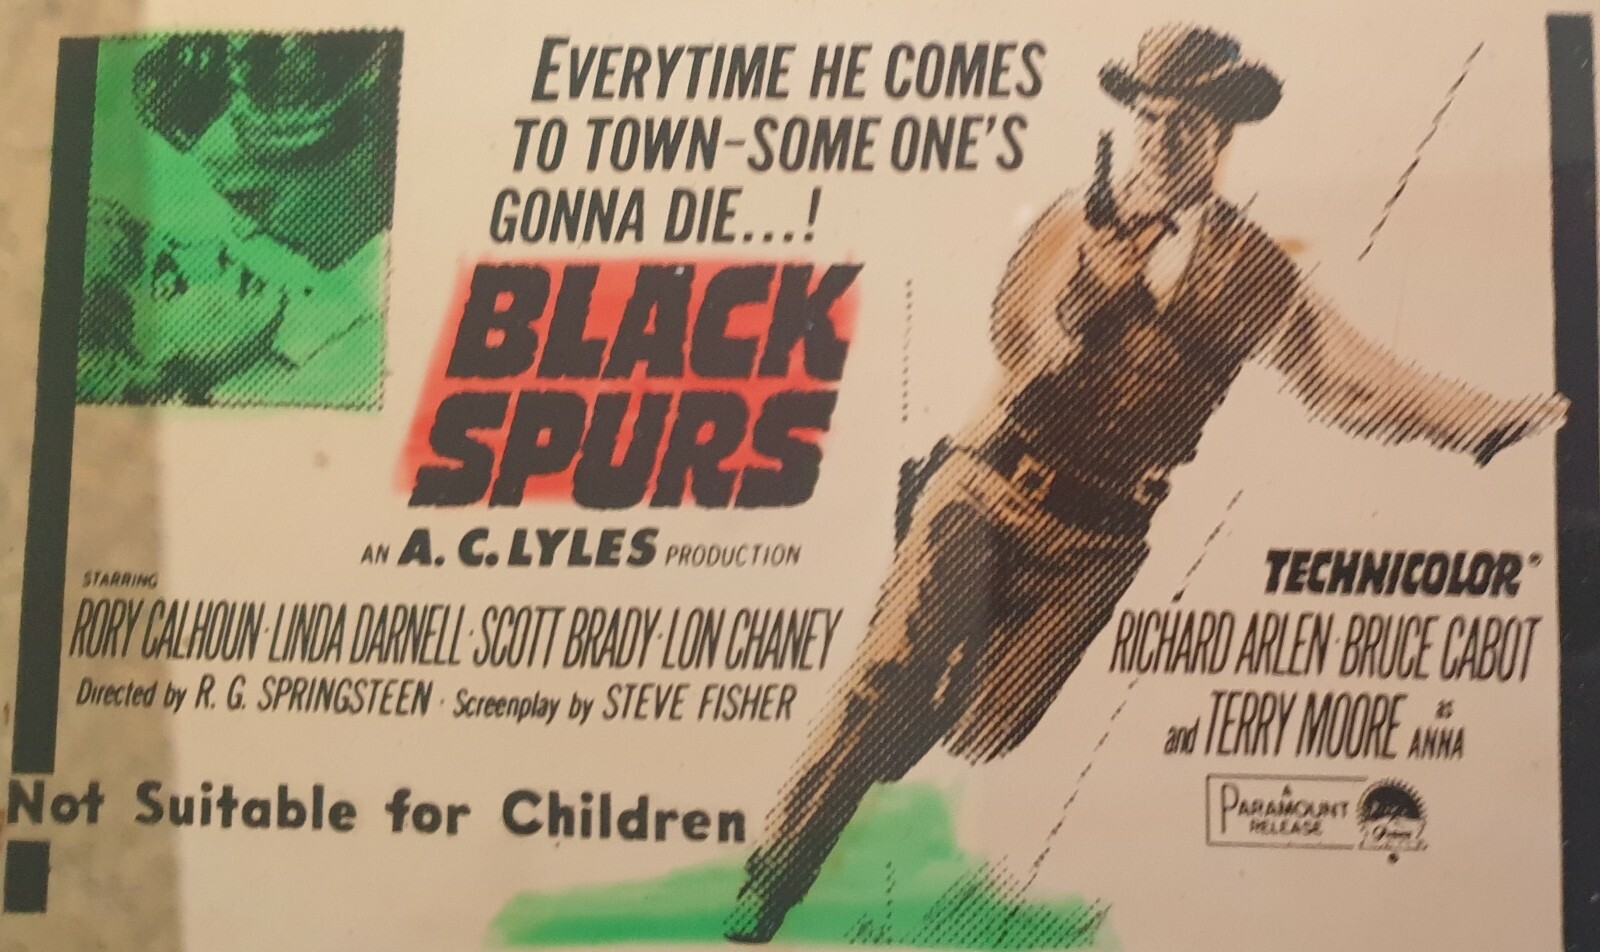 EVERYTIME HE COMES
TO TOWN-SOME ONE'S
GONNA DIE...!
BLACK
SPURS
AN A. C. LYLES PRODUCTION
STARRING
RORY CALHOUN · LINDA DARNELL · SCOTT BRADY · LON CHANEY
Directed by R. G. SPRINGSTEEN · Screenplay by STEVE FISHER
Not Suitable for Children
TECHNICOLOR®
RICHARD ARLEN · BRUCE CABOT
and TERRY MOORE as ANNA
A
PARAMOUNT
RELEASE